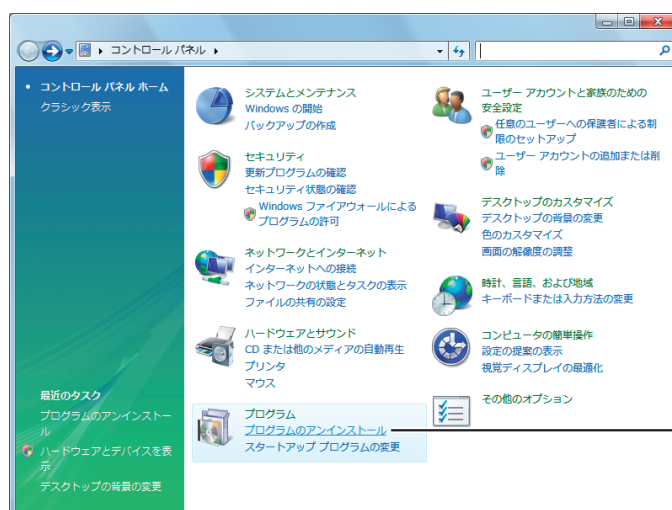 コントロール パネル
コントロール パネル ホーム
クラシック表示
最近のタスク
プログラムのアンインストー
ル
ハードウェアとデバイスを表
示
デスクトップの背景の変更
システムとメンテナンス
Windows の開始
バックアップの作成
セキュリティ
更新プログラムの確認
セキュリティ状態の確認
Windows ファイアウォールによる
プログラムの許可
ネットワークとインターネット
インターネットへの接続
ネットワークの状態とタスクの表示
ファイルの共有の設定
ハードウェアとサウンド
CD または他のメディアの自動再生
プリンタ
マウス
プログラム
プログラムのアンインストール
スタートアップ プログラムの変更
ユーザー アカウントと家族のための
安全設定
任意のユーザーへの保護者による制
限のセットアップ
ユーザー アカウントの追加または削
除
デスクトップのカスタマイズ
デスクトップの背景の変更
色のカスタマイズ
画面の解像度の調整
時計、言語、および地域
キーボードまたは入力方法の変更
コンピュータの簡単操作
設定の提案の表示
視覚ディスプレイの最適化
その他のオプション